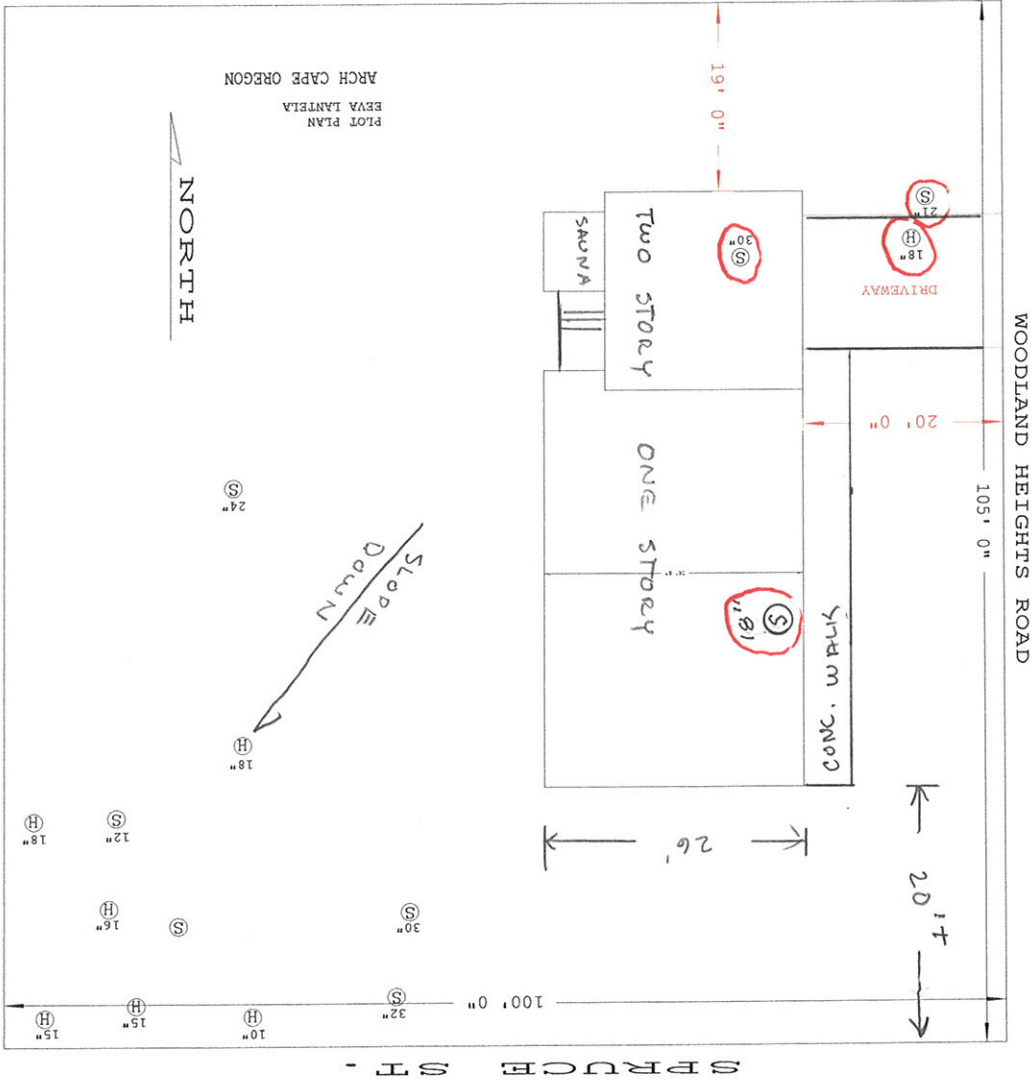 PLOT PLAN
EEVA LANTELA
ARCH CAPE OREGON
NORTH
19' 0"
SAUNA
TWO STORY
30"
S
21"
S
18"
H
DRIVEWAY
WOODLAND HEIGHTS ROAD
20' 0"
105' 0"
ONE STORY
18"
S
CONC. WALK
24"
S
SLOPE
DOWN
18"
H
18"
H
12"
S
26'
20'±
16"
H
S
30"
S
15"
H
15"
H
10"
H
32"
S
100' 0"
SPRUCE ST.